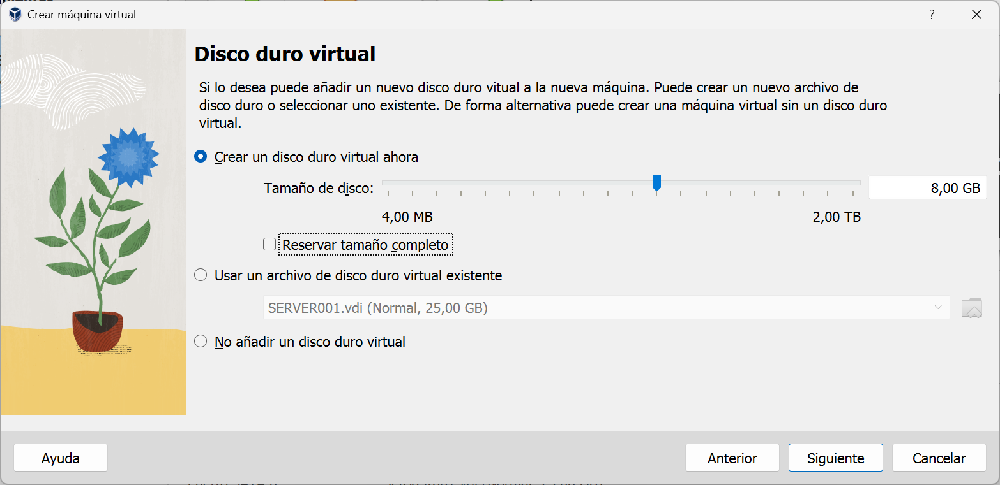 Crear máquina virtual
?
Disco duro virtual
Si lo desea puede añadir un nuevo disco duro vitual a la nueva máquina. Puede crear un nuevo archivo de
disco duro o seleccionar uno existente. De forma alternativa puede crear una máquina virtual sin un disco duro
virtual.
Crear un disco duro virtual ahora
Tamaño de disco:
8,00 GB
4,00 MB
2,00 TB
Reservar tamaño completo
Usar un archivo de disco duro virtual existente
SERVER001.vdi (Normal, 25,00 GB)
No añadir un disco duro virtual
Ayuda
Anterior
Siguiente
Cancelar